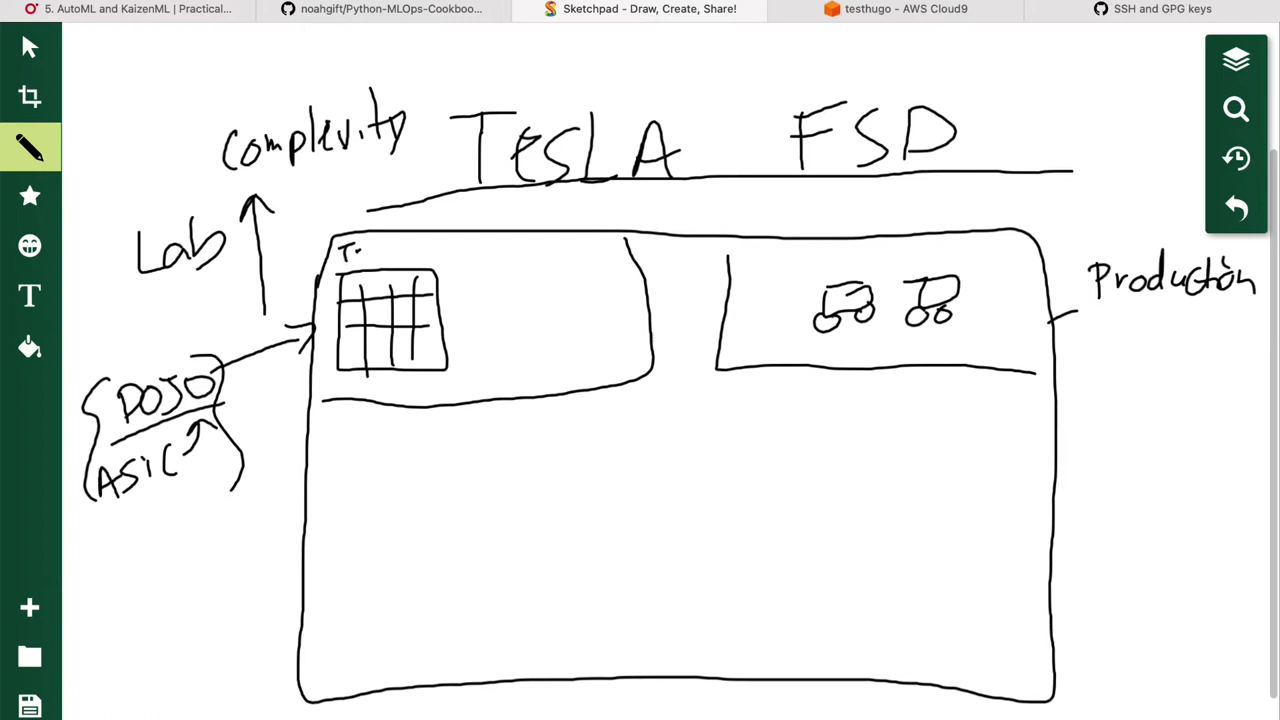 5. AutoML and KaizenML | Practical...
noahgift/Python-MLOps-Cookboo...
Sketchpad - Draw, Create, Share!
testhugo - AWS Cloud9
SSH and GPG keys
Complexity
TESLA FSD
Lab
T
Production
DOJO
ASIC
T